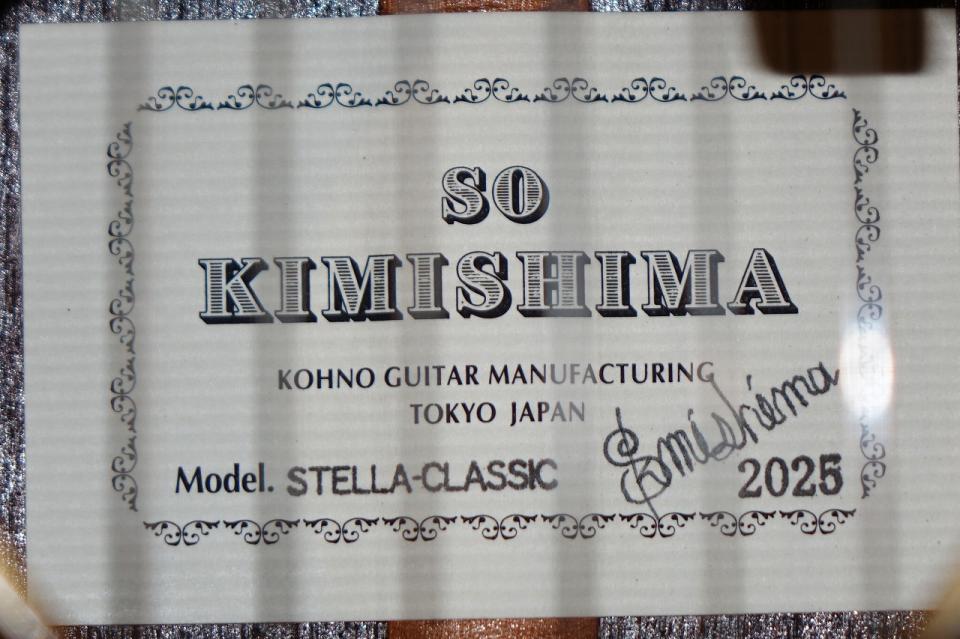 SO
KIMISHIMA
KOHNO GUITAR MANUFACTURING
TOKYO JAPAN
Kimishima
Model. STELLA-CLASSIC 2025